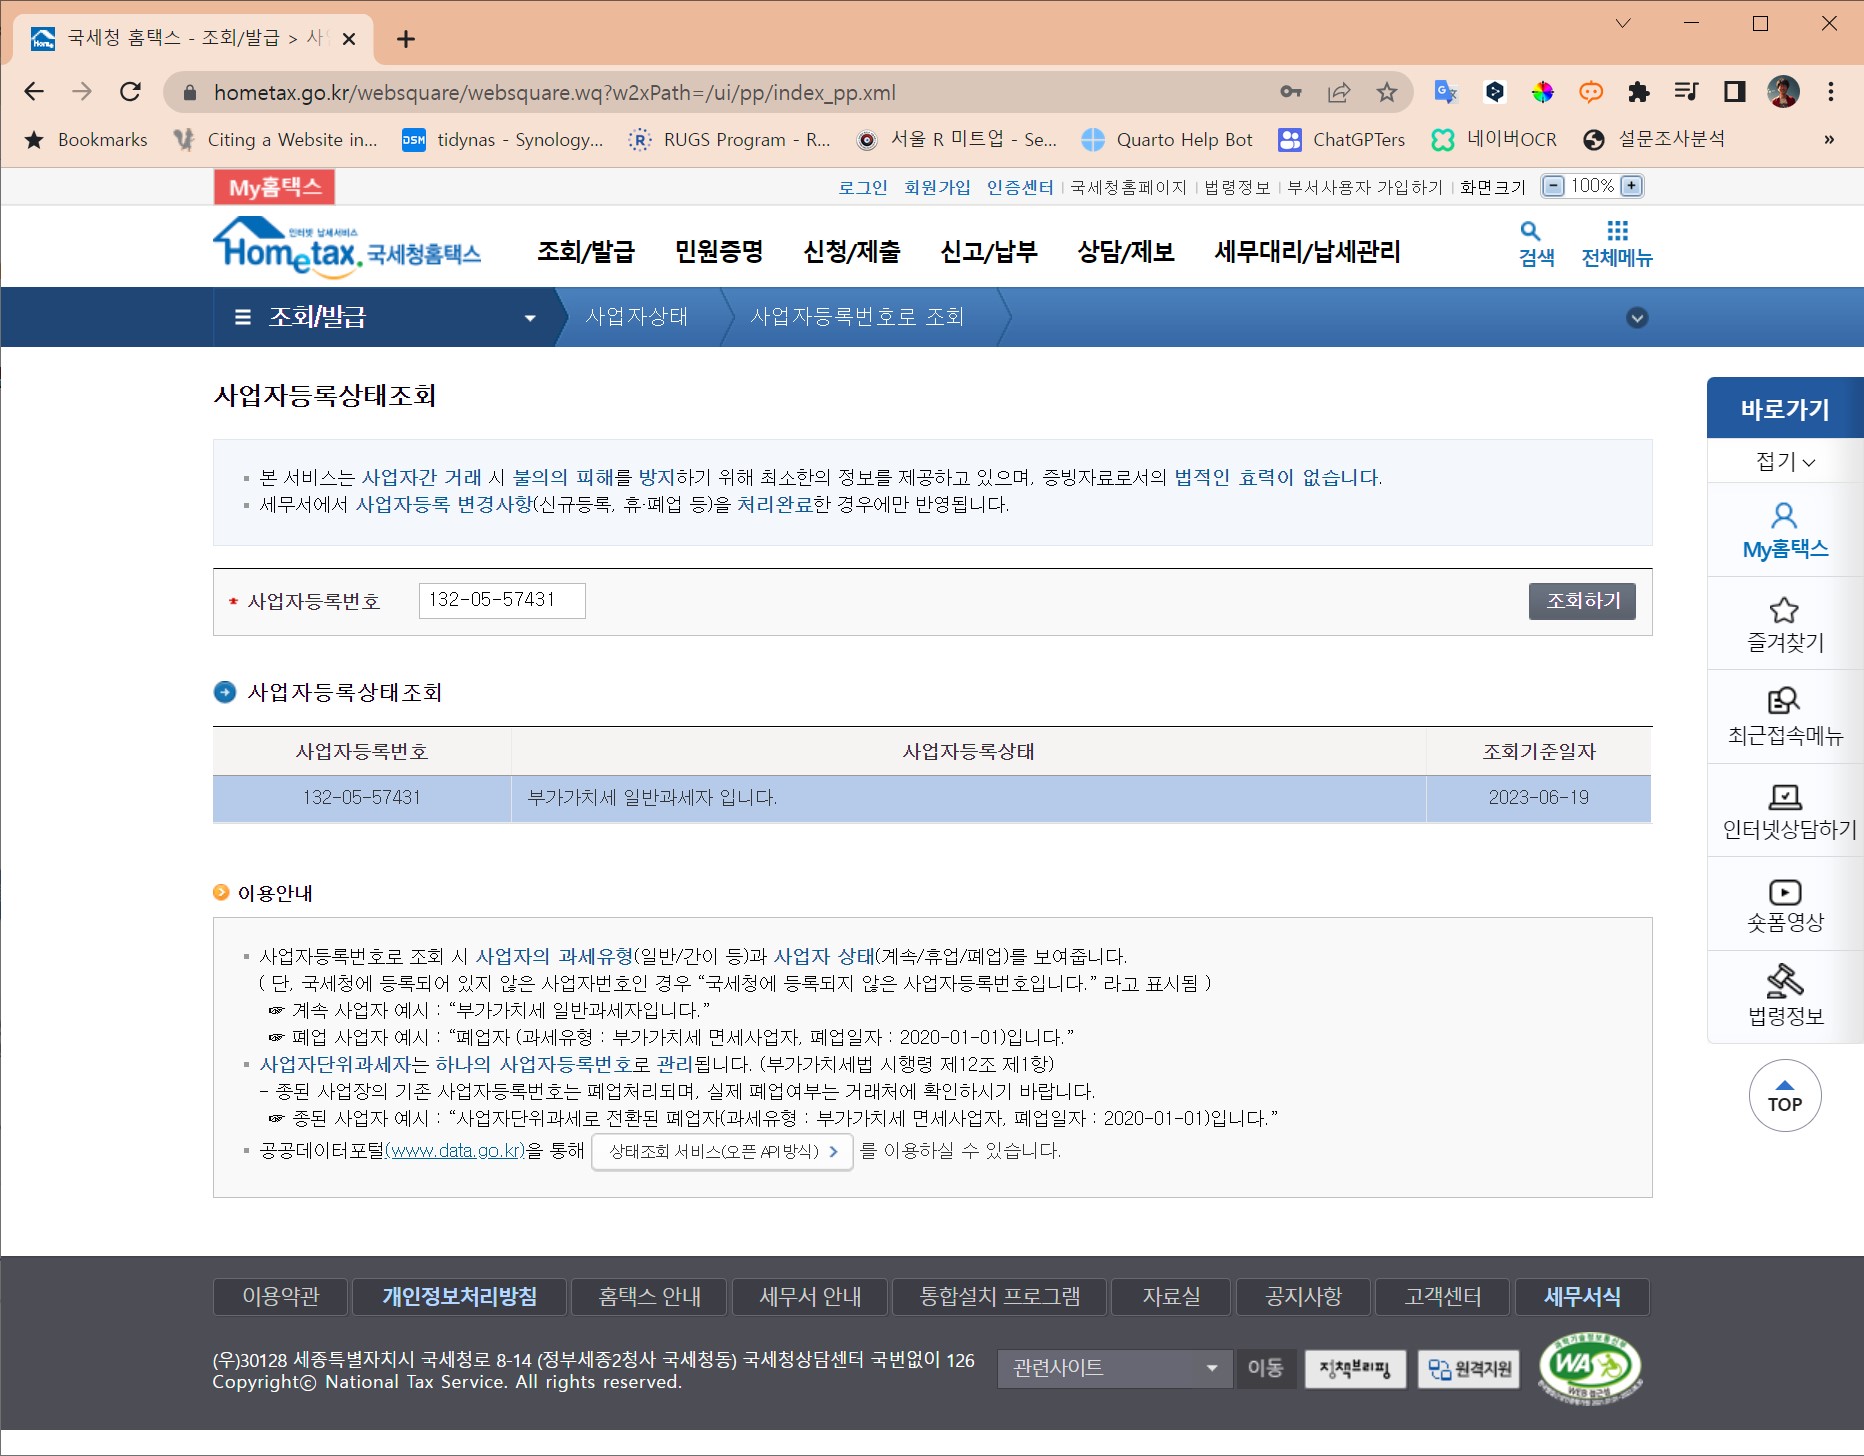 국세청 홈택스 - 조회/발급 > 사
hometax.go.kr/websquare/websquare.wq?w2xPath=/ui/pp/index_pp.xml
Bookmarks Citing a Website in... DSM tidynas - Synology... RUGS Program - R... 서울 R 미트업 - Se... Quarto Help Bot ChatGPTers 네이버OCR 설문조사분석 »
My홈택스 로그인 회원가입 인증센터 국세청홈페이지 법령정보 부서사용자 가입하기 화면크기 100%
인터넷 납세서비스
Hometax. 국세청홈택스 조회/발급 민원증명 신청/제출 신고/납부 상담/제보 세무대리/납세관리 검색 전체메뉴
조회/발급 사업자상태 사업자등록번호로 조회
사업자등록상태조회
본 서비스는 사업자간 거래 시 불의의 피해를 방지하기 위해 최소한의 정보를 제공하고 있으며, 증빙자료로서의 법적인 효력이 없습니다.
세무서에서 사업자등록 변경사항(신규등록, 휴·폐업 등)을 처리완료한 경우에만 반영됩니다.
* 사업자등록번호 132-05-57431 조회하기
사업자등록상태조회
사업자등록번호 사업자등록상태 조회기준일자
132-05-57431 부가가치세 일반과세자 입니다. 2023-06-19
이용안내
사업자등록번호로 조회 시 사업자의 과세유형(일반/간이 등)과 사업자 상태(계속/휴업/폐업)를 보여줍니다.
( 단, 국세청에 등록되어 있지 않은 사업자번호인 경우 “국세청에 등록되지 않은 사업자등록번호입니다.” 라고 표시됨 )
☞ 계속 사업자 예시 : “부가가치세 일반과세자입니다.”
☞ 폐업 사업자 예시 : “폐업자 (과세유형 : 부가가치세 면세사업자, 폐업일자 : 2020-01-01)입니다.”
사업자단위과세자는 하나의 사업자등록번호로 관리됩니다. (부가가치세법 시행령 제12조 제1항)
- 종된 사업장의 기존 사업자등록번호는 폐업처리되며, 실제 폐업여부는 거래처에 확인하시기 바랍니다.
☞ 종된 사업자 예시 : “사업자단위과세로 전환된 폐업자(과세유형 : 부가가치세 면세사업자, 폐업일자 : 2020-01-01)입니다.”
공공데이터포털(www.data.go.kr)을 통해 상태조회 서비스(오픈 API방식) 를 이용하실 수 있습니다.
바로가기
접기
My홈택스
즐겨찾기
최근접속메뉴
인터넷상담하기
숏폼영상
법령정보
TOP
이용약관 개인정보처리방침 홈택스 안내 세무서 안내 통합설치 프로그램 자료실 공지사항 고객센터 세무서식
(우)30128 세종특별자치시 국세청로 8-14 (정부세종2청사 국세청동) 국세청상담센터 국번없이 126
Copyrightⓒ National Tax Service. All rights reserved.
관련사이트 이동 정책브리핑 원격지원 WA
WEB 접근성